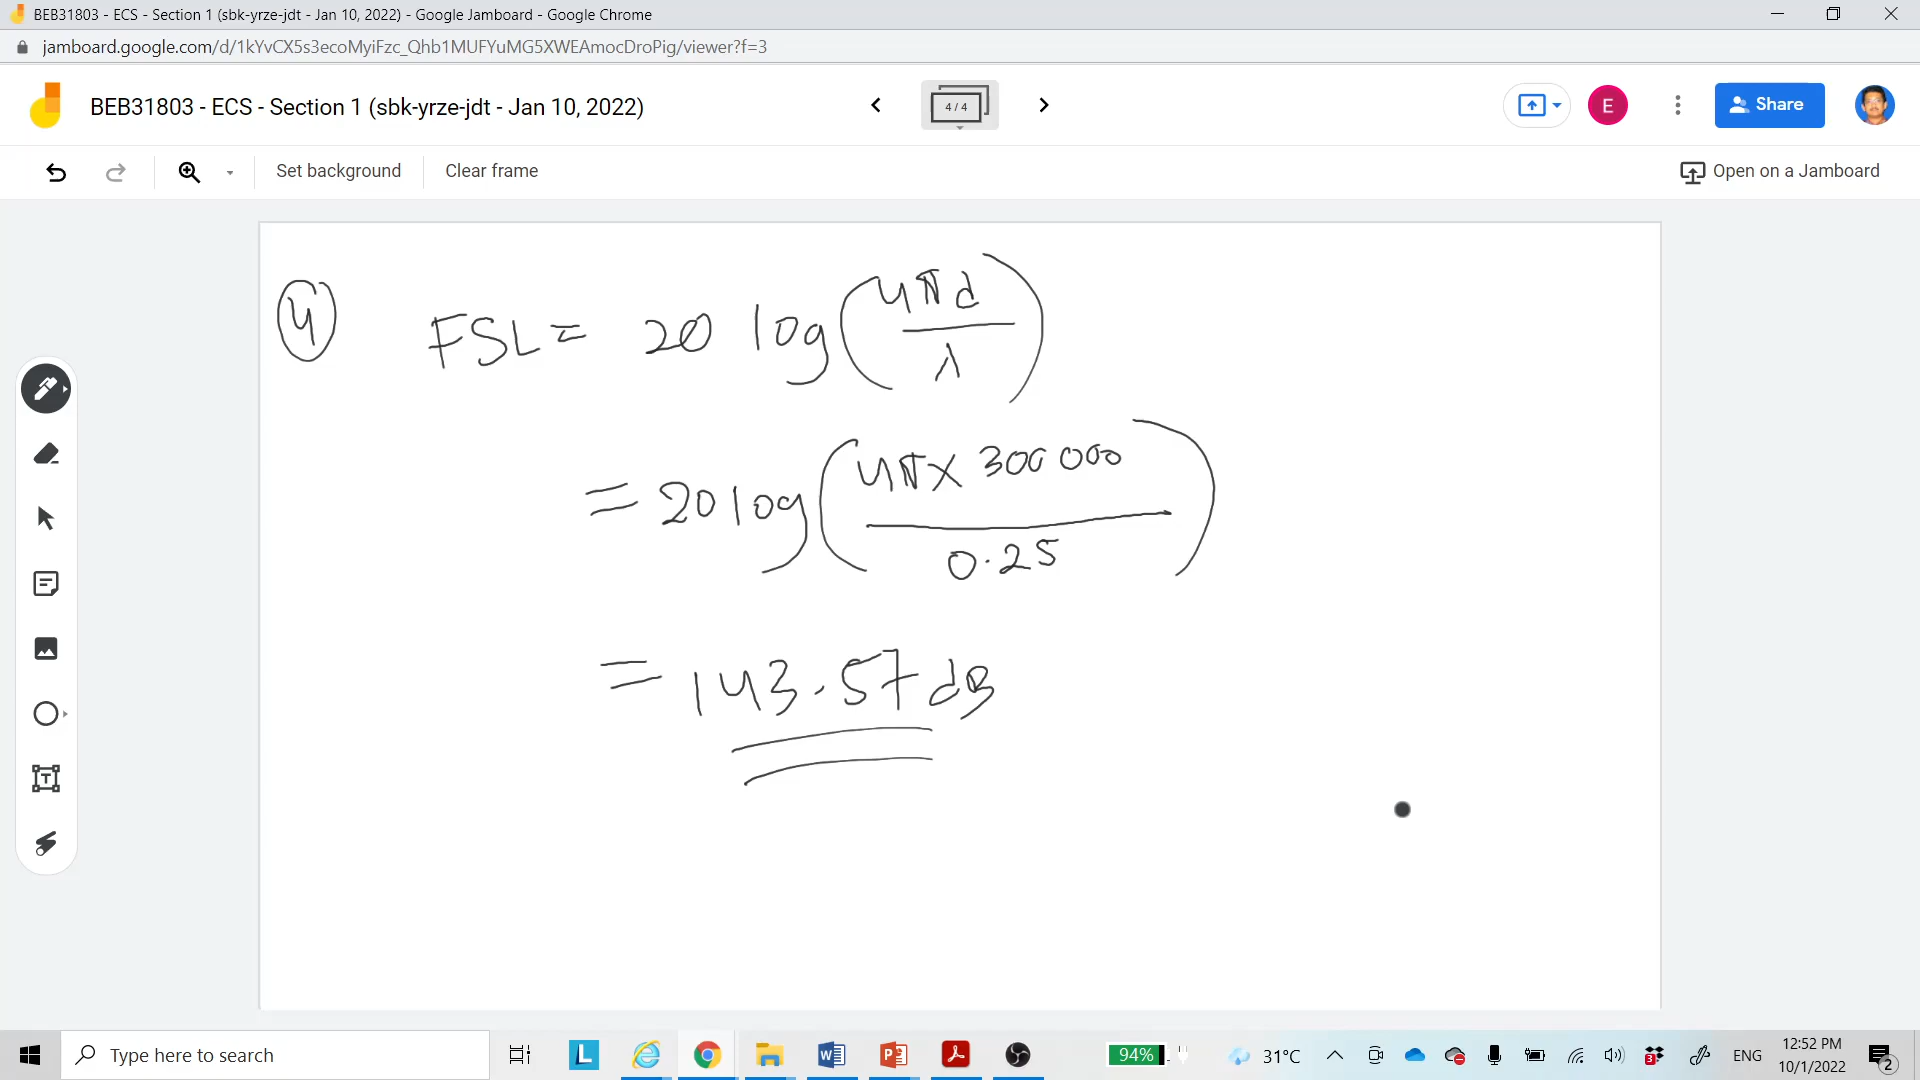 BEB31803 - ECS - Section 1 (sbk-yrze-jdt - Jan 10, 2022) - Google Jamboard - Google Chrome
jamboard.google.com/d/1kYvCX5s3ecoMyiFzc_Qhb1MUFYuMG5XWEAmocDroPig/viewer?f=3
BEB31803 - ECS - Section 1 (sbk-yrze-jdt - Jan 10, 2022)
4 / 4
E
Share
Set background
Clear frame
Open on a Jamboard
4
FSL = 20 log(4πd/λ)
= 20 log(4π x 300 000/0.25)
= 143.57 dB
Type here to search
94%
31°C
3
ENG
12:52 PM
10/1/2022
2